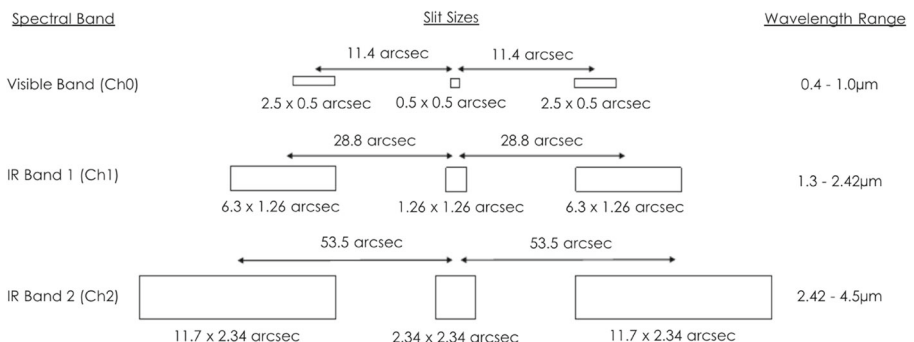 Spectral Band Slit Sizes Wavelength Range
11.4 arcsec 11.4 arcsec
Visible Band (Ch0) 0.4 - 1.0µm
2.5 x 0.5 arcsec 0.5 x 0.5 arcsec 2.5 x 0.5 arcsec
28.8 arcsec 28.8 arcsec
IR Band 1 (Ch1) 1.3 - 2.42µm
6.3 x 1.26 arcsec 1.26 x 1.26 arcsec 6.3 x 1.26 arcsec
53.5 arcsec 53.5 arcsec
IR Band 2 (Ch2) 2.42 - 4.5µm
11.7 x 2.34 arcsec 2.34 x 2.34 arcsec 11.7 x 2.34 arcsec